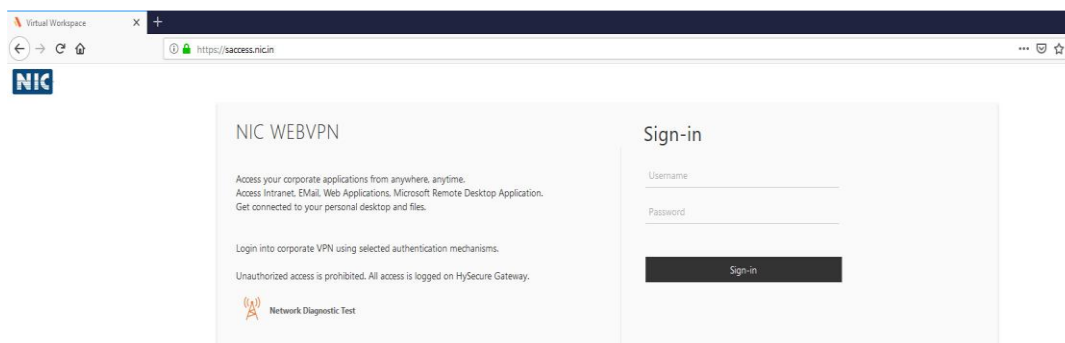 Virtual Workspace
https://saccess.nic.in
NIC
NIC WEBVPN
Access your corporate applications from anywhere, anytime.
Access Intranet, EMail, Web Applications, Microsoft Remote Desktop Application.
Get connected to your personal desktop and files.
Login into corporate VPN using selected authentication mechanisms.
Unauthorized access is prohibited. All access is logged on HySecure Gateway.
Network Diagnostic Test
Sign-in
Username
Password
Sign-in